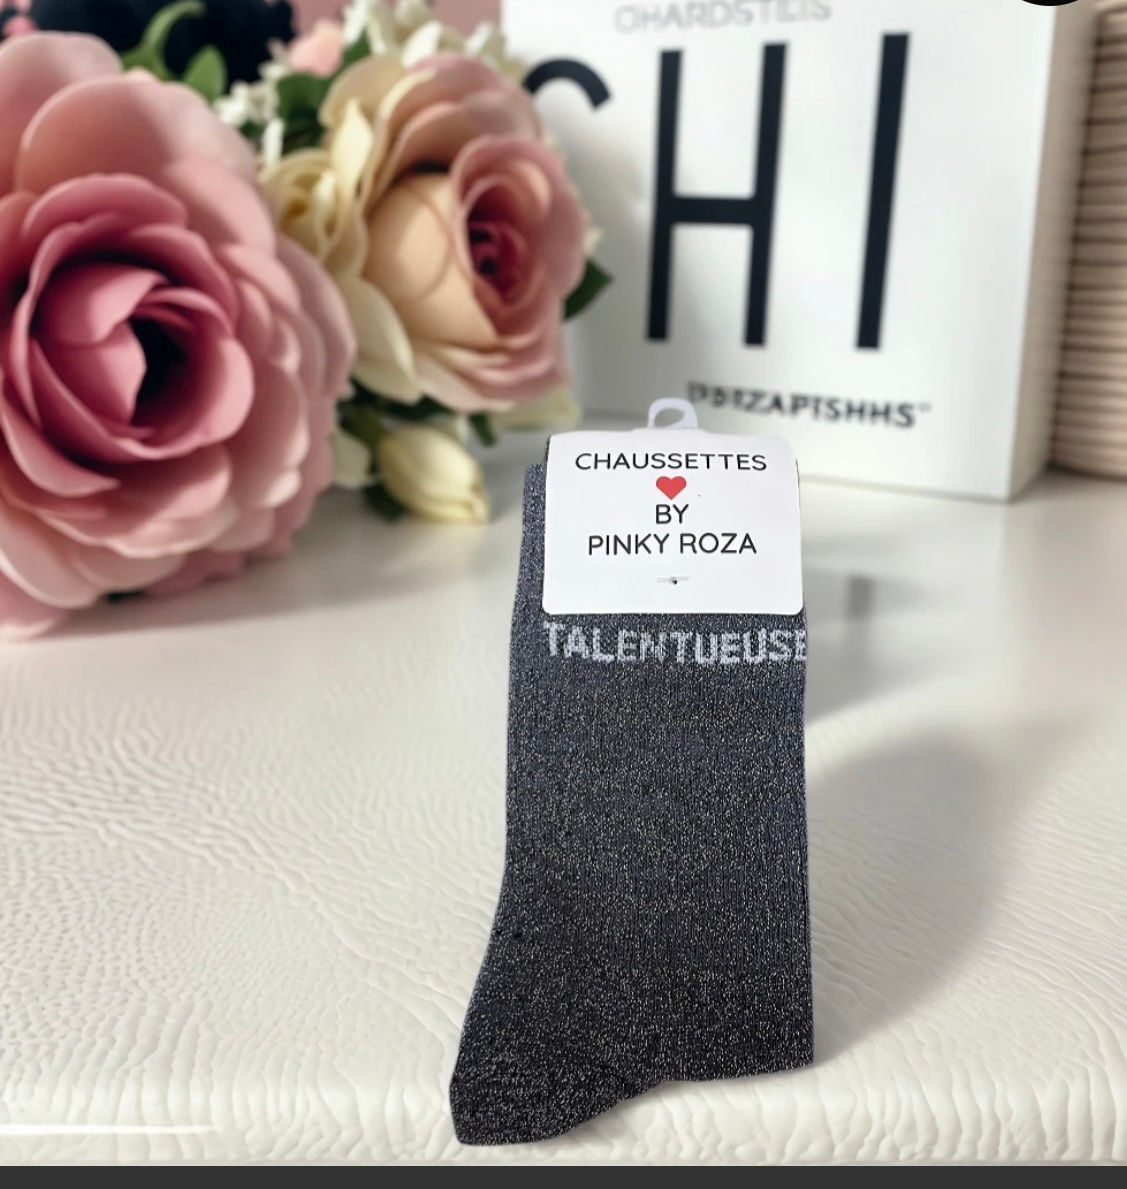 CHI
CHAUSSETTES
BY
PINKY ROZA
TALENTUEUSE